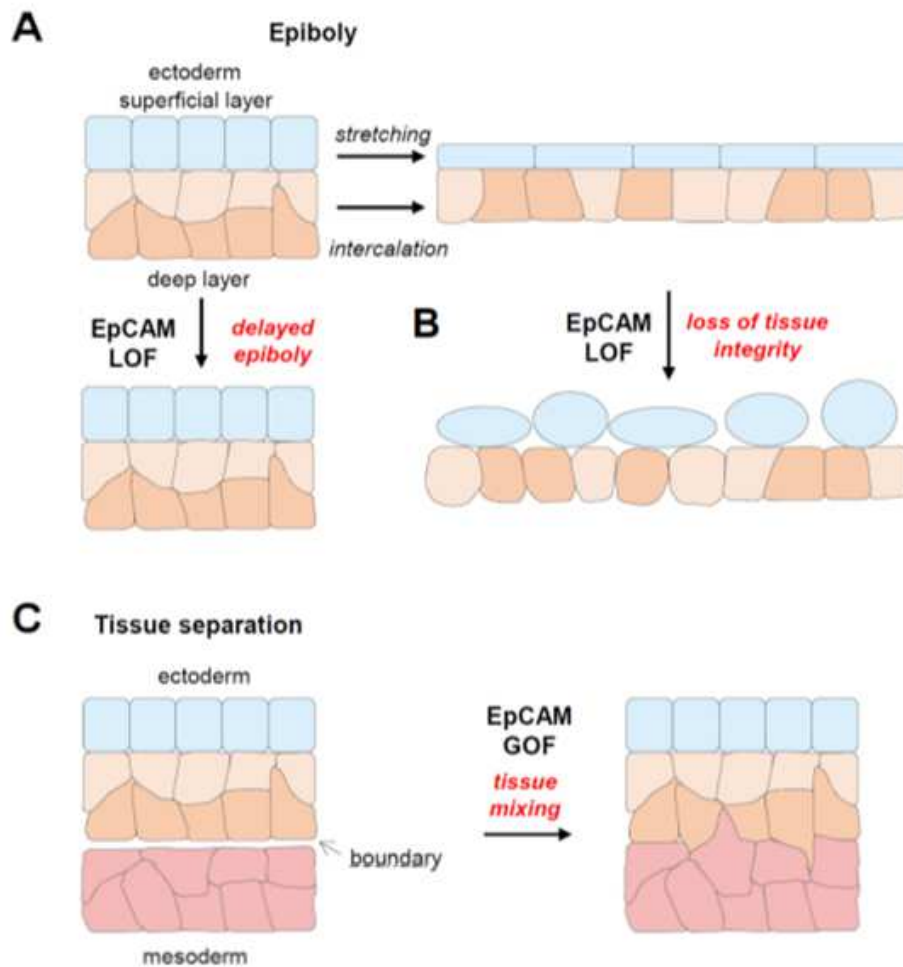 A
Epiboly
ectoderm
superficial layer
stretching
intercalation
deep layer
EpCAM
LOF
delayed
epiboly
B
EpCAM
LOF
loss of tissue
integrity
C
Tissue separation
ectoderm
EpCAM
GOF
tissue
mixing
boundary
mesoderm